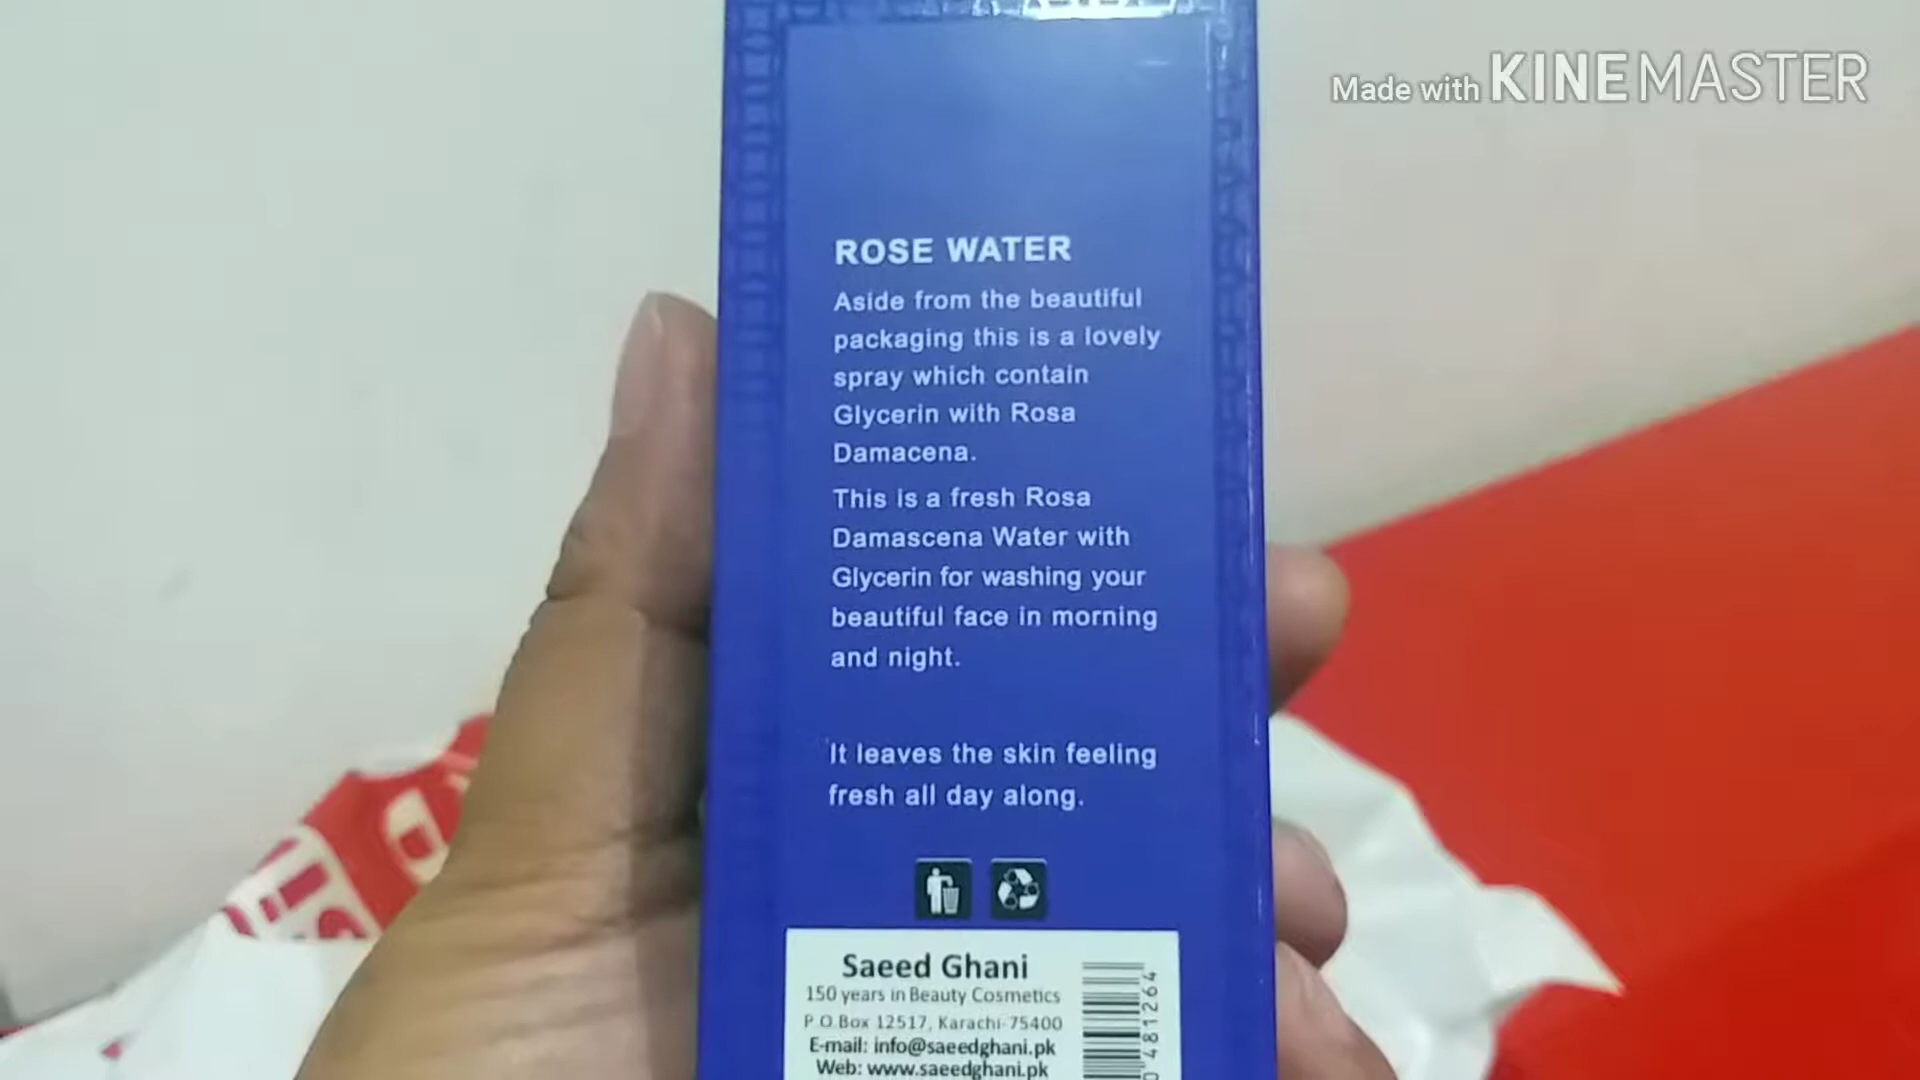 Made with KINEMASTER
ROSE WATER
Aside from the beautiful
packaging this is a lovely
spray which contain
Glycerin with Rosa
Damacena.
This is a fresh Rosa
Damascena Water with
Glycerin for washing your
beautiful face in morning
and night.
It leaves the skin feeling
fresh all day along.
Saeed Ghani
150 years in Beauty Cosmetics
P.O.Box 12517, Karachi-75400
E-mail: info@saeedghani.pk
Web: www.saeedghani.pk
0481264